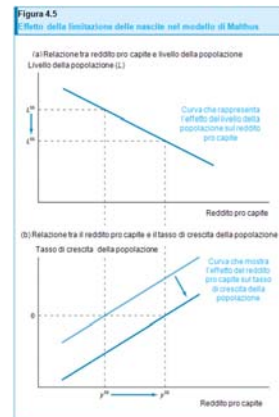 Figura 4.5
Effetto della limitazione delle nascite nel modello di Malthus
(a) Relazione tra reddito pro capite e livello della popolazione
Livello della popolazione (L)
Curva che rappresenta
l'effetto del livello della
popolazione sul reddito
pro capite
Reddito pro capite
(b) Relazione tra il reddito pro capite e il tasso di crescita della popolazione
Tasso di crescita della popolazione
Curva che mostra
l'effetto del reddito
pro capite sul tasso
di crescita della
popolazione
0
Reddito pro capite